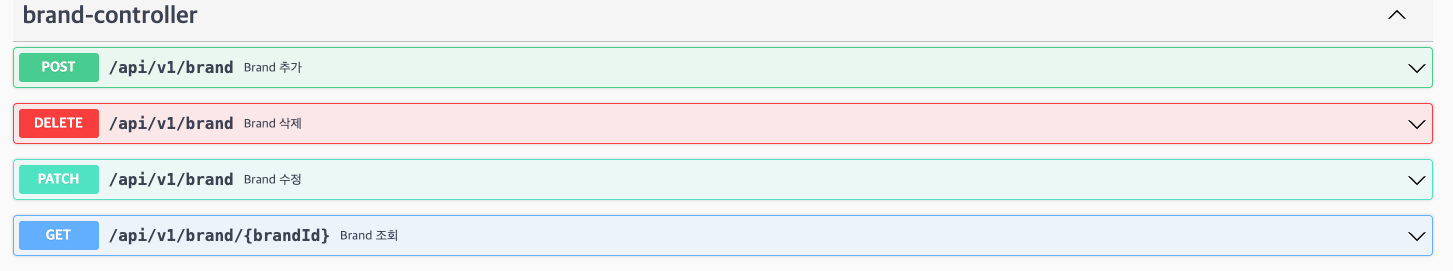 brand-controller
POST /api/v1/brand Brand 추가
DELETE /api/v1/brand Brand 삭제
PATCH /api/v1/brand Brand 수정
GET /api/v1/brand/{brandId} Brand 조회